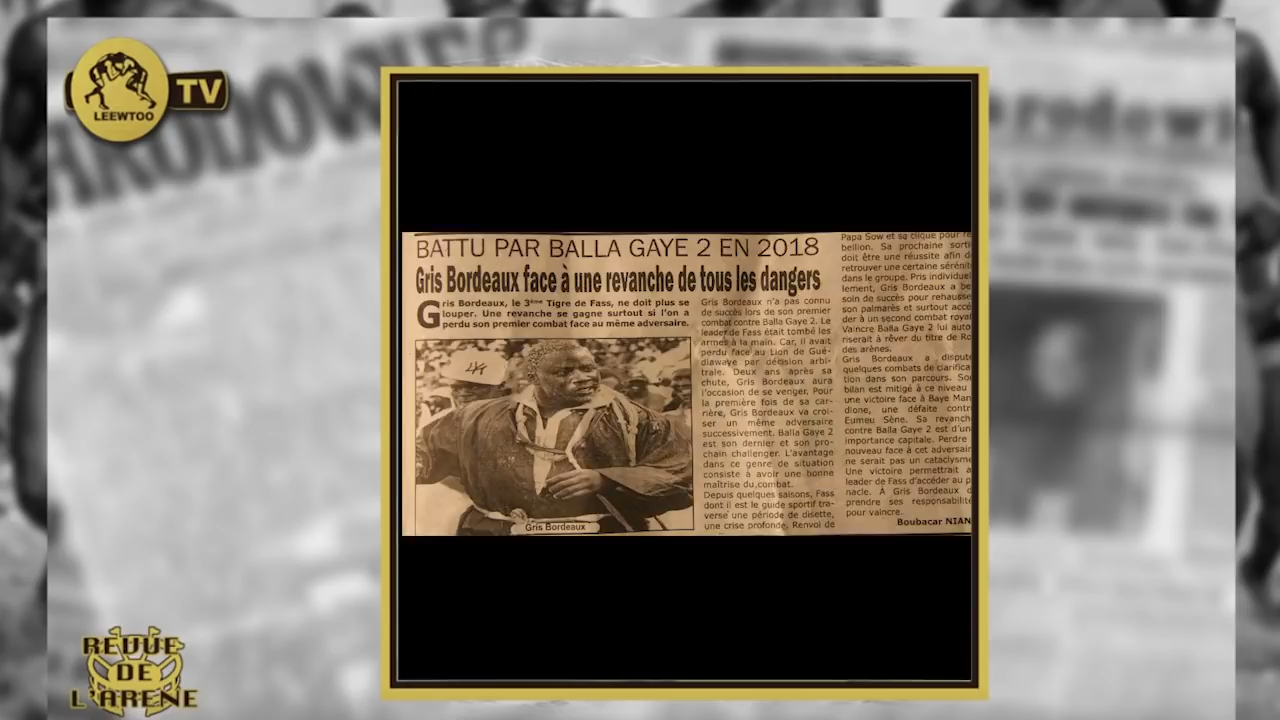 LEEWTOO
TV
BATTU PAR BALLA GAYE 2 EN 2018
Gris Bordeaux face à une revanche de tous les dangers
Gris Bordeaux, le 3ème Tigre de Fass, ne doit plus se
louper. Une revanche se gagne surtout si l'on a
perdu son premier combat face au même adversaire.
Gris Bordeaux
Gris Bordeaux n'a pas connu
de succès lors de son premier
combat contre Balla Gaye 2. Le
leader de Fass était tombé les
armes à la main. Car, il avait
perdu face au Lion de Gué-
diawaye par décision arbi-
trale. Deux ans après sa
chute, Gris Bordeaux aura
l'occasion de se venger. Pour
la première fois de sa car-
rière, Gris Bordeaux va croi-
ser un même adversaire
successivement. Balla Gaye 2
est son dernier et son pro-
chain challenger. L'avantage
dans ce genre de situation
consiste à avoir une bonne
maîtrise du combat.
Depuis quelques saisons, Fass
dont il est le guide sportif tra-
verse une période de disette,
une crise profonde. Renvoi de
Papa Sow et sa clique pour re
bellion. Sa prochaine sorti
doit être une réussite afin d
retrouver une certaine sérénit
dans le groupe. Pris individuel
lement, Gris Bordeaux a be
soin de succès pour rehausse
son palmarès et surtout accé
der à un second combat royal
Vaincre Balla Gaye 2 lui auto
riserait à rêver du titre de Ro
des arènes.
Gris Bordeaux a disputé
quelques combats de clarifica
tion dans son parcours. So
bilan est mitigé à ce niveau
une victoire face à Baye Man
dione, une défaite contr
Eumeu Sène. Sa revanch
contre Balla Gaye 2 est d'un
importance capitale. Perdre
nouveau face à cet adversair
ne serait pas un cataclysme
Une victoire permettrait a
leader de Fass d'accéder au p
nacle. A Gris Bordeaux d
prendre ses responsabilité
pour vaincre.
Boubacar NIAN
REVUE
DE
L'ARENE